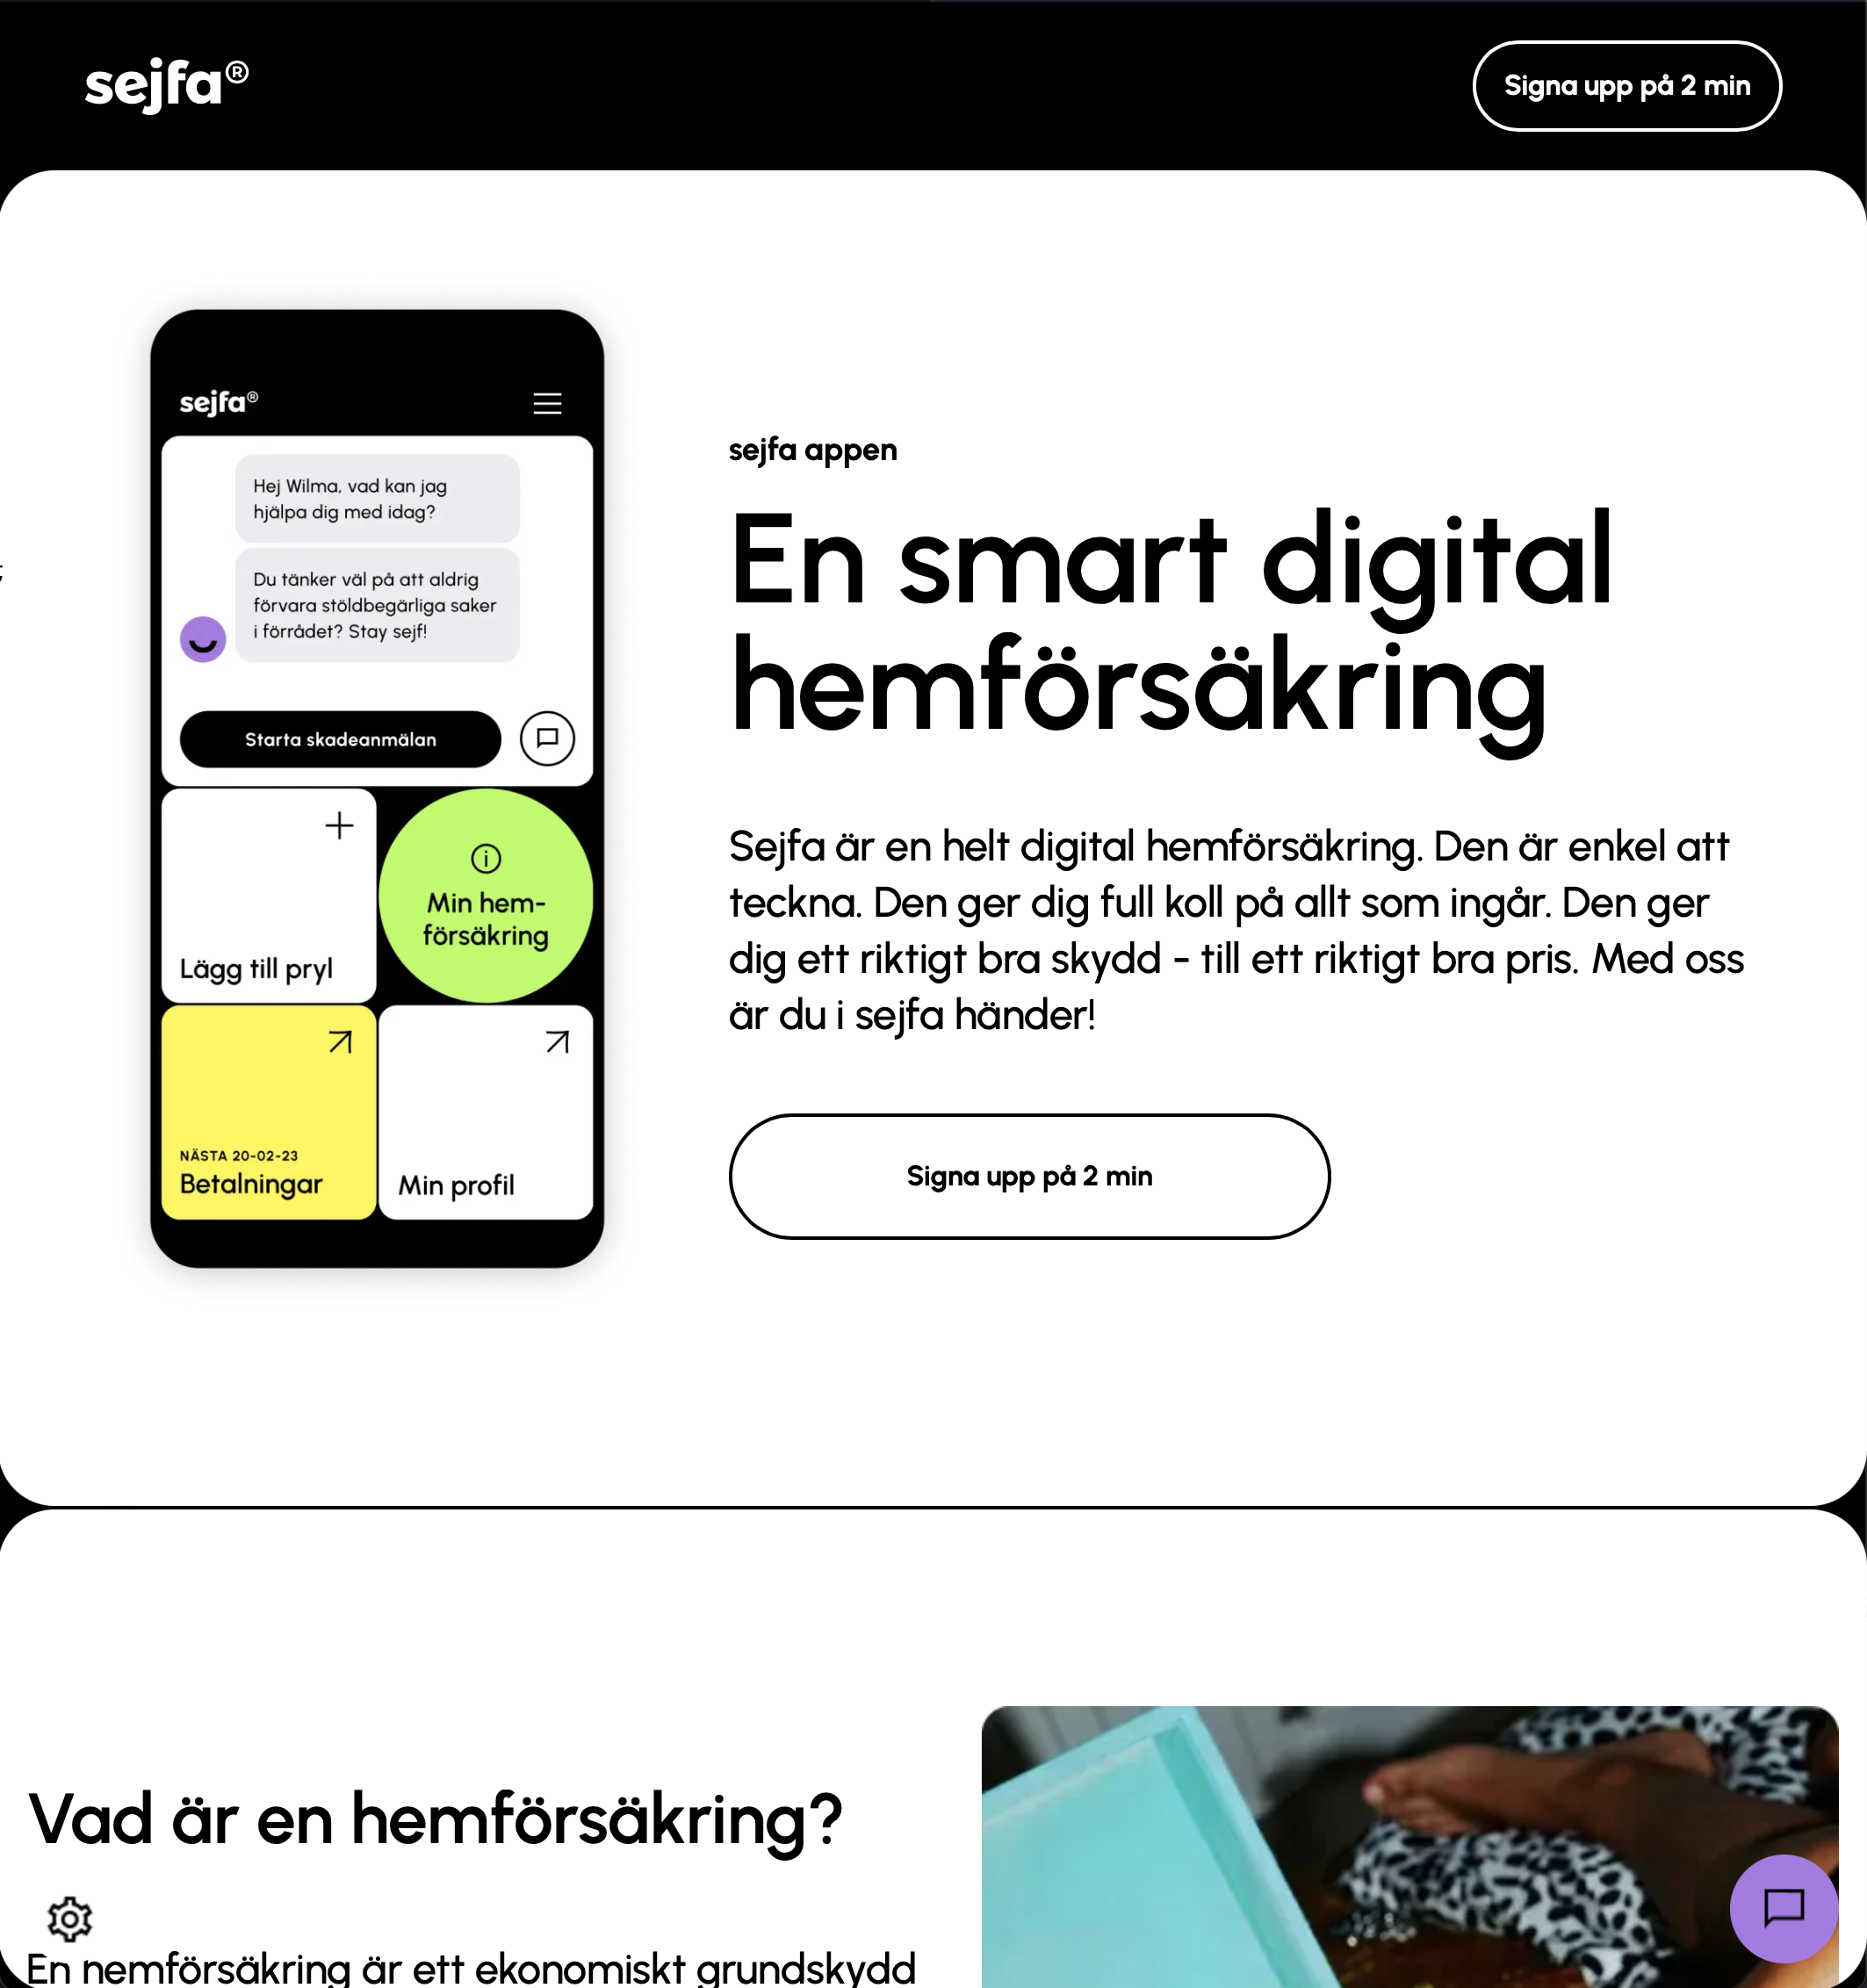 sejfa®
Signa upp på 2 min
sejfa®
Hej Wilma, vad kan jag
hjälpa dig med idag?
Du tänker väl på att aldrig
förvara stöldbegärliga saker
i förrådet? Stay sejf!
Starta skadeanmälan
Lägg till pryl
Min hem-
försäkring
NÄSTA 20-02-23
Betalningar
Min profil
sejfa appen
En smart digital
hemförsäkring
Sejfa är en helt digital hemförsäkring. Den är enkel att
teckna. Den ger dig full koll på allt som ingår. Den ger
dig ett riktigt bra skydd - till ett riktigt bra pris. Med oss
är du i sejfa händer!
Signa upp på 2 min
Vad är en hemförsäkring?
En hemförsäkring är ett ekonomiskt grundskydd